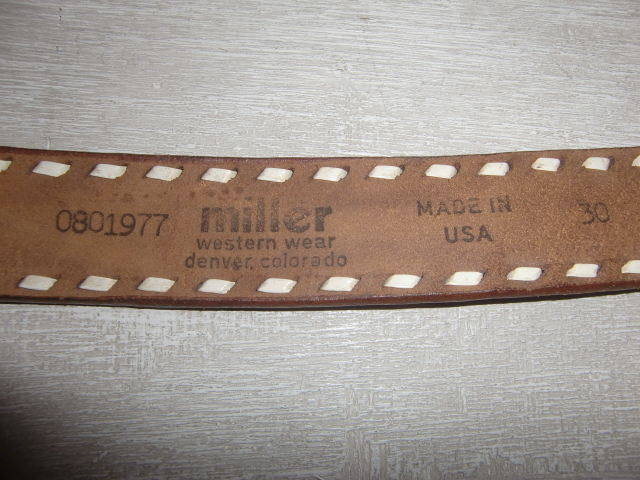 0801977
miller
western wear
denver, colorado
MADE IN
USA
30